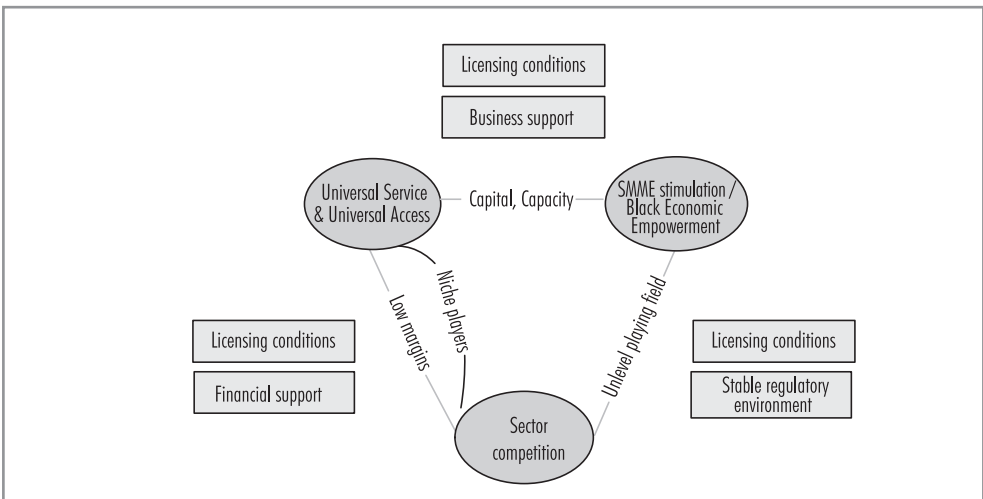 Licensing conditions
Business support
Universal Service
& Universal Access
Capital, Capacity
SMME stimulation /
Black Economic
Empowerment
Low margins
Niche players
Unlevel playing field
Licensing conditions
Financial support
Licensing conditions
Stable regulatory
environment
Sector
competition